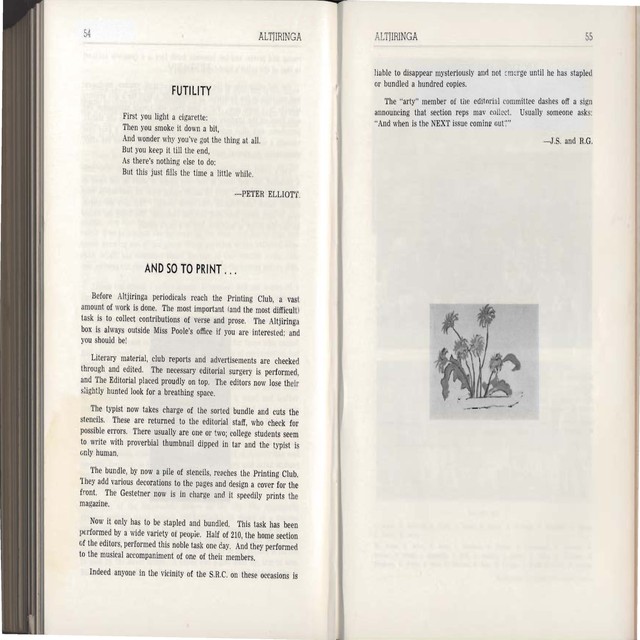 54 ALTJIRINGA
FUTILITY
First you light a cigarette:
Then you smoke it down a bit,
And wonder why you've got the thing at all.
But you keep it till the end,
As there's nothing else to do;
But this just fills the time a little while.
—PETER ELLIOTT.
AND SO TO PRINT...
Before Altjiringa periodicals reach the Printing Club, a vast
amount of work is done. The most important (and the most difficult)
task is to collect contributions of verse and prose. The Altjiringa
box is always outside Miss Poole's office if you are interested; and
you should be!
Literary material, club reports and advertisements are checked
through and edited. The necessary editorial surgery is performed,
and The Editorial placed proudly on top. The editors now lose their
slightly hunted look for a breathing space.
The typist now takes charge of the sorted bundle and cuts the
stencils. These are returned to the editorial staff, who check for
possible errors. There usually are one or two; college students seem
to write with proverbial thumbnail dipped in tar and the typist is
only human.
The bundle, by now a pile of stencils, reaches the Printing Club.
They add various decorations to the pages and design a cover for the
front. The Gestetner now is in charge and it speedily prints the
magazine.
Now it only has to be stapled and bundled. This task has been
performed by a wide variety of people. Half of 210, the home section
of the editors, performed this noble task one day. And they performed
to the musical accompaniment of one of their members.
Indeed anyone in the vicinity of the S.R.C. on these occasions is
ALTJIRINGA 55
liable to disappear mysteriously and not emerge until he has stapled
or bundled a hundred copies.
The "arty" member of the editorial committee dashes off a sign
announcing that section reps may collect. Usually someone asks:
"And when is the NEXT issue coming out?"
—J.S. and R.G.